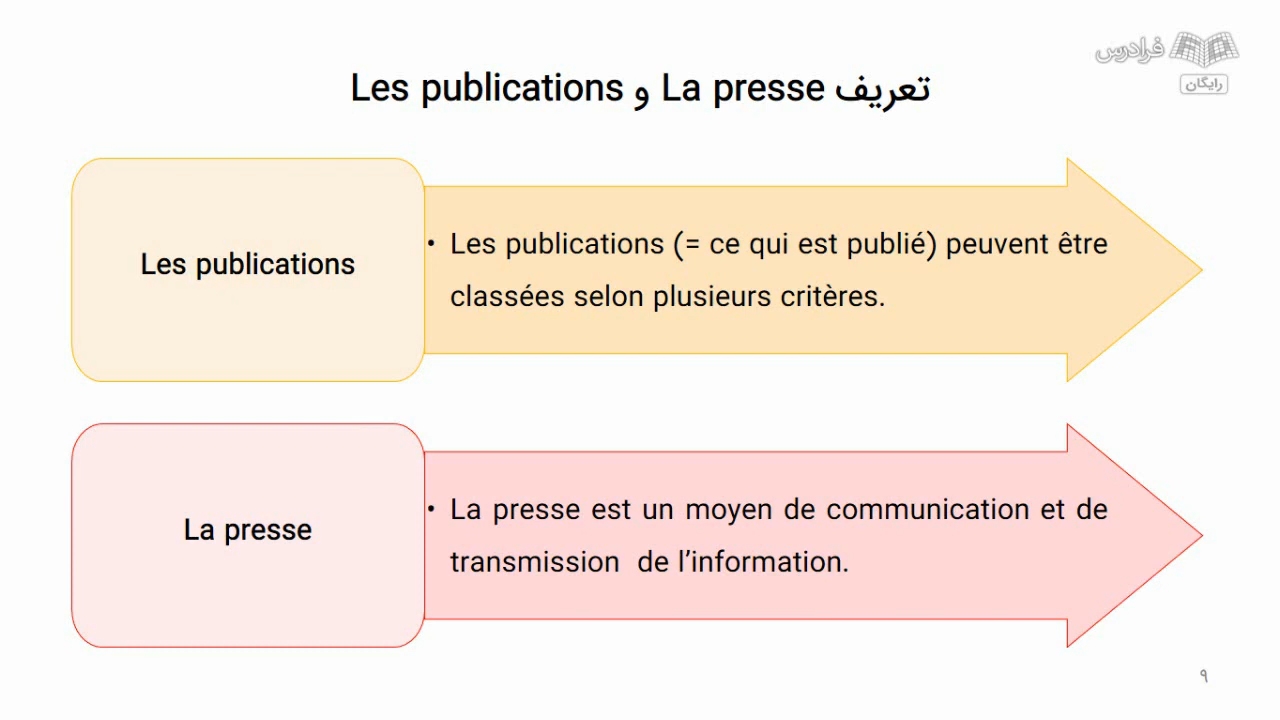 فرادرس
رایگان
تعریف La presse و Les publications
Les publications
• Les publications (= ce qui est publié) peuvent être
classées selon plusieurs critères.
La presse
• La presse est un moyen de communication et de
transmission de l’information.
۹